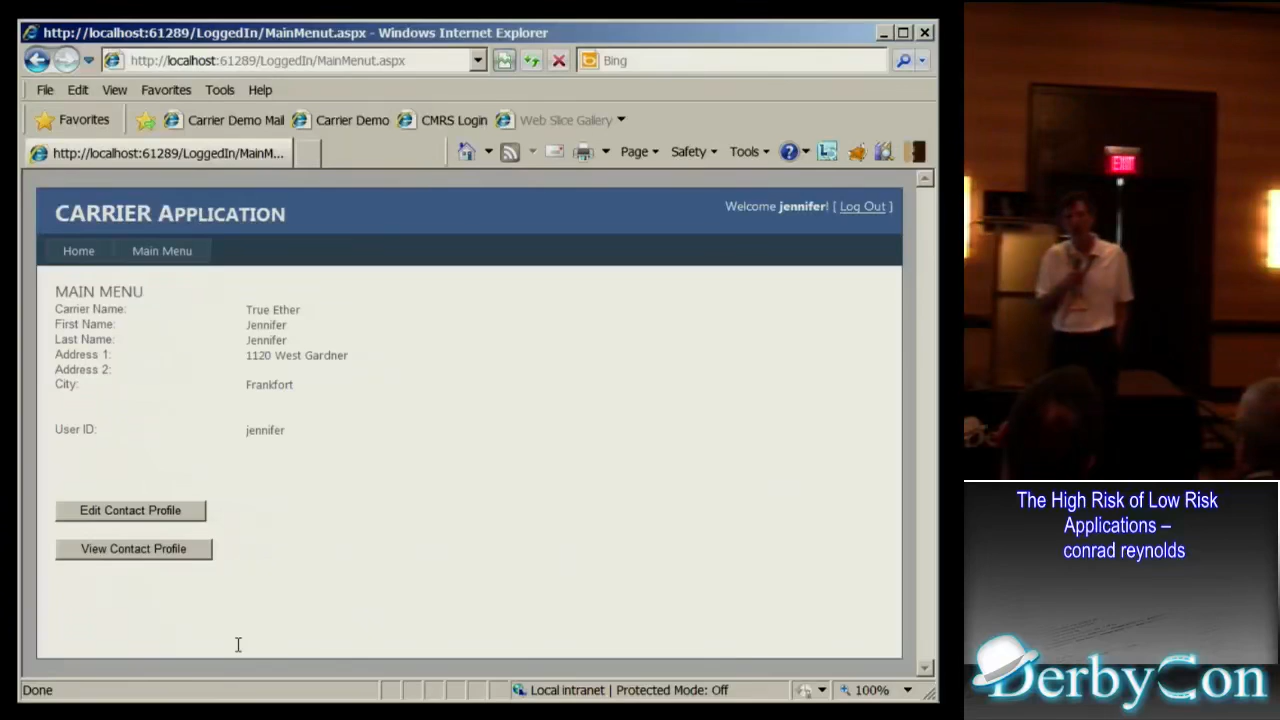 http://localhost:61289/LoggedIn/MainMenut.aspx - Windows Internet Explorer
http://localhost:61289/LoggedIn/MainMenut.aspx
Bing
File Edit View Favorites Tools Help
Favorites Carrier Demo Mail Carrier Demo CMRS Login Web Slice Gallery
http://localhost:61289/LoggedIn/MainM...
Page Safety Tools
CARRIER APPLICATION
Welcome jennifer! [ Log Out ]
Home Main Menu
MAIN MENU
Carrier Name: True Ether
First Name: Jennifer
Last Name: Jennifer
Address 1: 1120 West Gardner
Address 2:
City: Frankfort
User ID: jennifer
Edit Contact Profile
View Contact Profile
Done
Local intranet | Protected Mode: Off
100%
EXIT
The High Risk of Low Risk
Applications –
conrad reynolds
DerbyCon